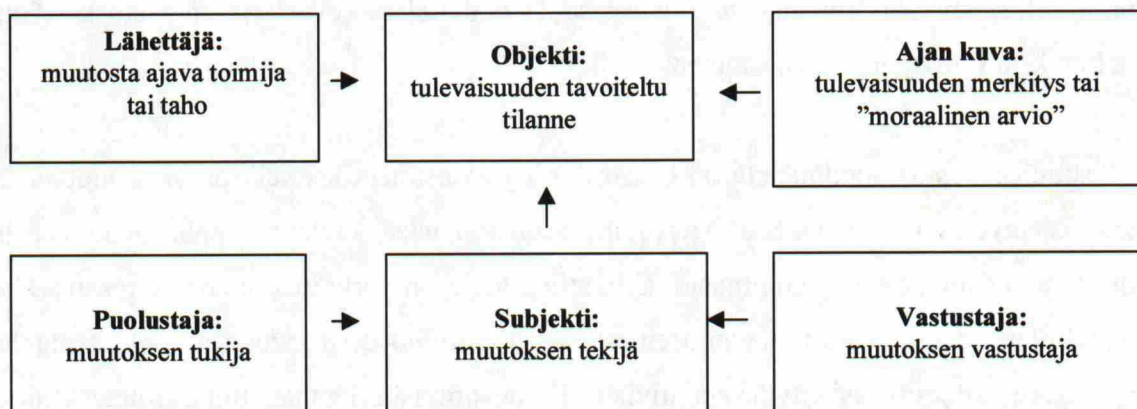 Lähettäjä:
muutosta ajava toimija
tai taho
Objekti:
tulevaisuuden tavoiteltu
tilanne
Ajan kuva:
tulevaisuuden merkitys tai
”moraalinen arvio”
Puolustaja:
muutoksen tukija
Subjekti:
muutoksen tekijä
Vastustaja:
muutoksen vastustaja